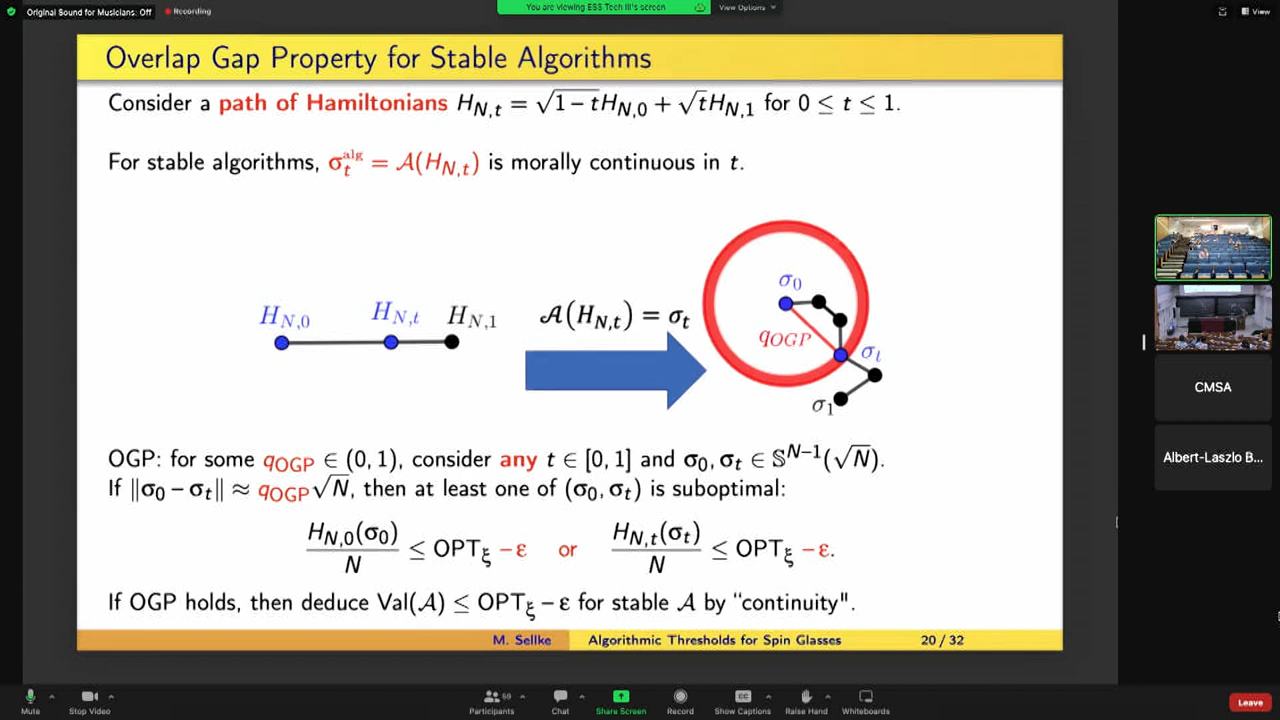 Original Sound for Musicians: Off
Recording
You are viewing ESS Tech III's screen
View Options
View
Overlap Gap Property for Stable Algorithms
Consider a path of Hamiltonians H_{N,t} = √(1−t)H_{N,0} + √tH_{N,1} for 0 ≤ t ≤ 1.
For stable algorithms, σ_t^{alg} = A(H_{N,t}) is morally continuous in t.
σ_0
H_{N,0}
H_{N,t}
H_{N,1}
A(H_{N,t}) = σ_t
q_{OGP}
σ_t
σ_1
OGP: for some q_{OGP} ∈ (0, 1), consider any t ∈ [0, 1] and σ_0, σ_t ∈ 𝕊^{N−1}(√N).
If ‖σ_0 − σ_t‖ ≈ q_{OGP}√N, then at least one of (σ_0, σ_t) is suboptimal:
H_{N,0}(σ_0)/N ≤ OPT_ξ −ε or H_{N,t}(σ_t)/N ≤ OPT_ξ −ε.
If OGP holds, then deduce Val(A) ≤ OPT_ξ − ε for stable A by “continuity".
M. Sellke
Algorithmic Thresholds for Spin Glasses
20 / 32
CMSA
Albert-Laszlo B...
Mute
Stop Video
59
Participants
Chat
Share Screen
Record
CC
Show Captions
Raise Hand
Whiteboards
Leave